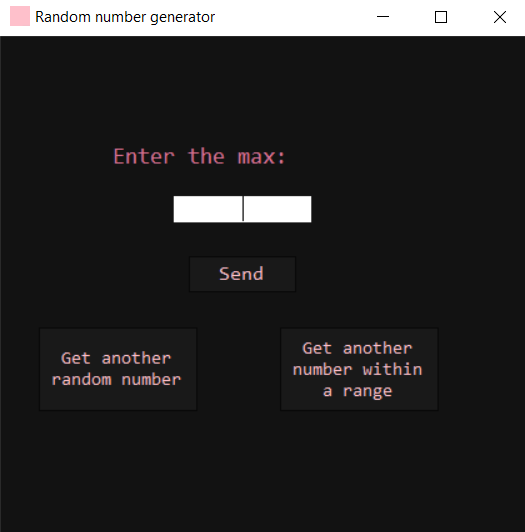 Random number generator
Enter the max:
Send
Get another
random number
Get another
number within
a range